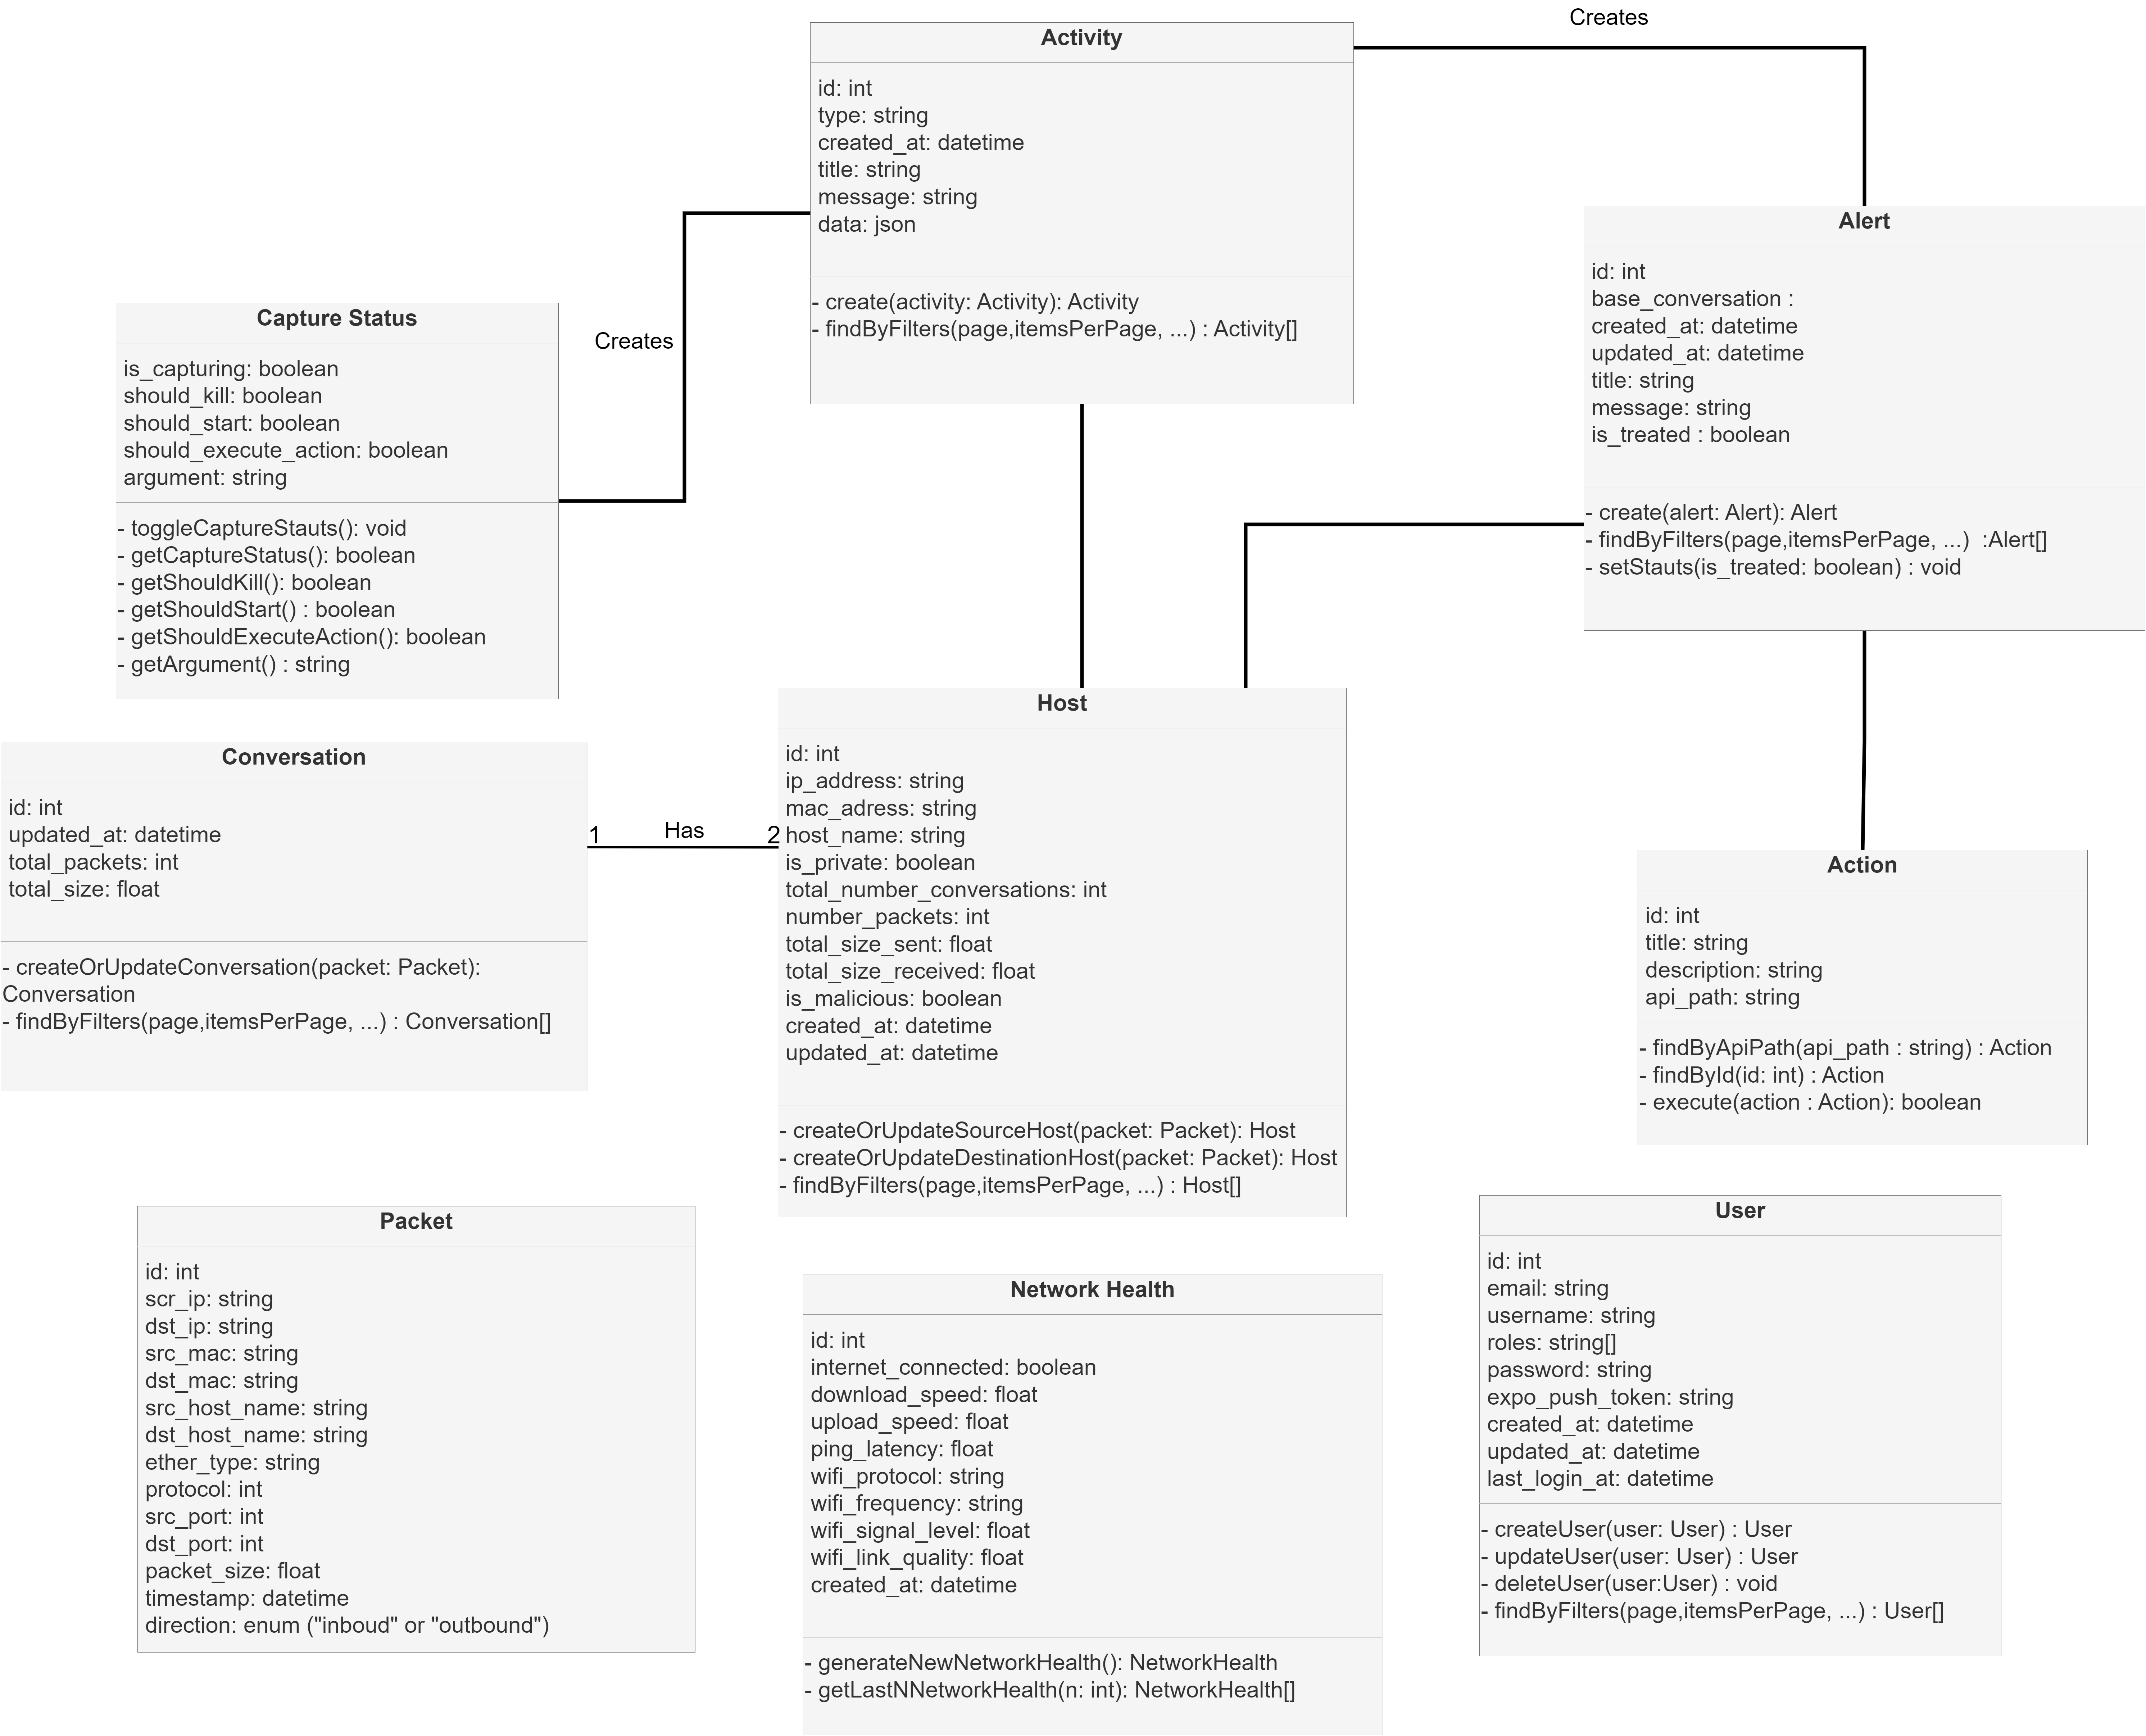 Creates
Activity
id: int
type: string
created_at: datetime
title: string
message: string
data: json
- create(activity: Activity): Activity
- findByFilters(page,itemsPerPage, ...) : Activity[]
Alert
id: int
base_conversation :
created_at: datetime
updated_at: datetime
title: string
message: string
is_treated : boolean
- create(alert: Alert): Alert
- findByFilters(page,itemsPerPage, ...)  :Alert[]
- setStauts(is_treated: boolean) : void
Capture Status
is_capturing: boolean
should_kill: boolean
should_start: boolean
should_execute_action: boolean
argument: string
- toggleCaptureStauts(): void
- getCaptureStatus(): boolean
- getShouldKill(): boolean
- getShouldStart() : boolean
- getShouldExecuteAction(): boolean
- getArgument() : string
Creates
Conversation
id: int
updated_at: datetime
total_packets: int
total_size: float
- createOrUpdateConversation(packet: Packet):
Conversation
- findByFilters(page,itemsPerPage, ...) : Conversation[]
1
Has
2
Host
id: int
ip_address: string
mac_adress: string
host_name: string
is_private: boolean
total_number_conversations: int
number_packets: int
total_size_sent: float
total_size_received: float
is_malicious: boolean
created_at: datetime
updated_at: datetime
- createOrUpdateSourceHost(packet: Packet): Host
- createOrUpdateDestinationHost(packet: Packet): Host
- findByFilters(page,itemsPerPage, ...) : Host[]
Action
id: int
title: string
description: string
api_path: string
- findByApiPath(api_path : string) : Action
- findById(id: int) : Action
- execute(action : Action): boolean
Packet
id: int
scr_ip: string
dst_ip: string
src_mac: string
dst_mac: string
src_host_name: string
dst_host_name: string
ether_type: string
protocol: int
src_port: int
dst_port: int
packet_size: float
timestamp: datetime
direction: enum ("inboud" or "outbound")
Network Health
id: int
internet_connected: boolean
download_speed: float
upload_speed: float
ping_latency: float
wifi_protocol: string
wifi_frequency: string
wifi_signal_level: float
wifi_link_quality: float
created_at: datetime
- generateNewNetworkHealth(): NetworkHealth
- getLastNNetworkHealth(n: int): NetworkHealth[]
User
id: int
email: string
username: string
roles: string[]
password: string
expo_push_token: string
created_at: datetime
updated_at: datetime
last_login_at: datetime
- createUser(user: User) : User
- updateUser(user: User) : User
- deleteUser(user:User) : void
- findByFilters(page,itemsPerPage, ...) : User[]